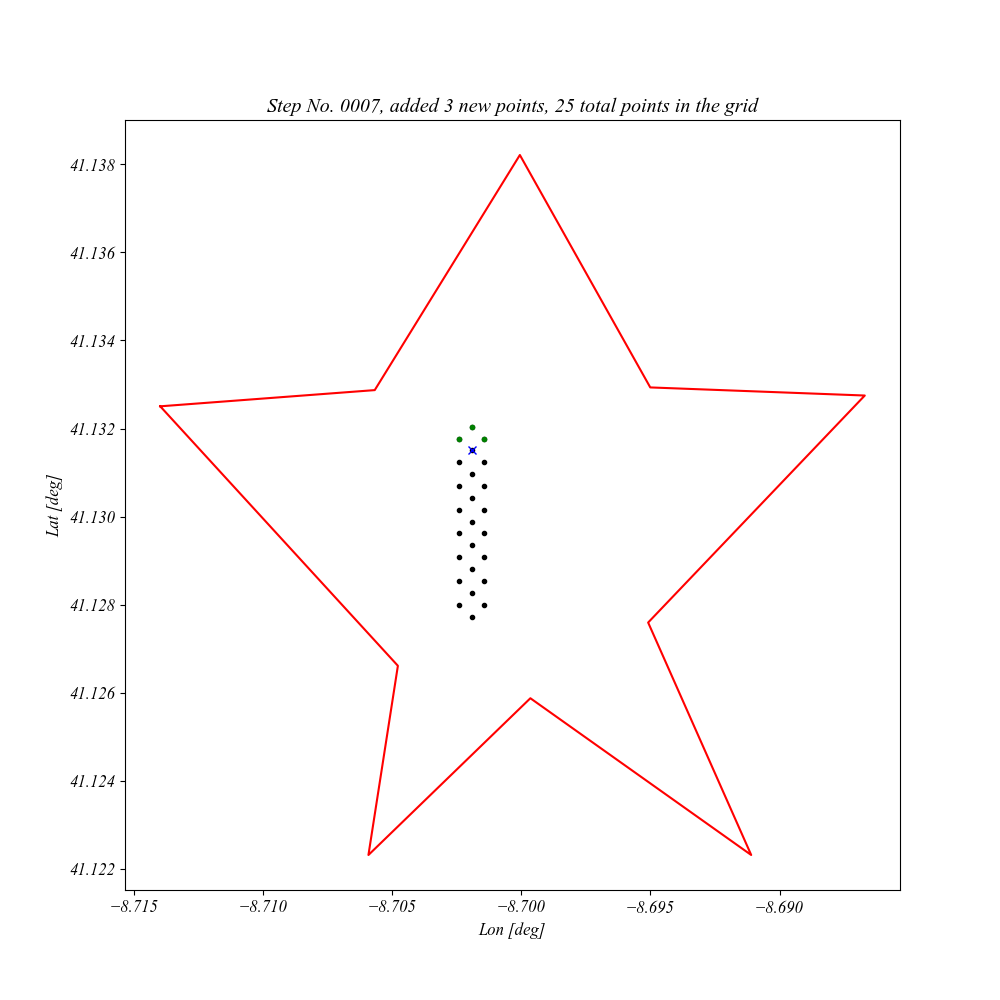 Step No. 0007, added 3 new points, 25 total points in the grid
41.138
41.136
41.134
41.132
41.130
41.128
41.126
41.124
41.122
Lat [deg]
−8.715 −8.710 −8.705 −8.700 −8.695 −8.690
Lon [deg]